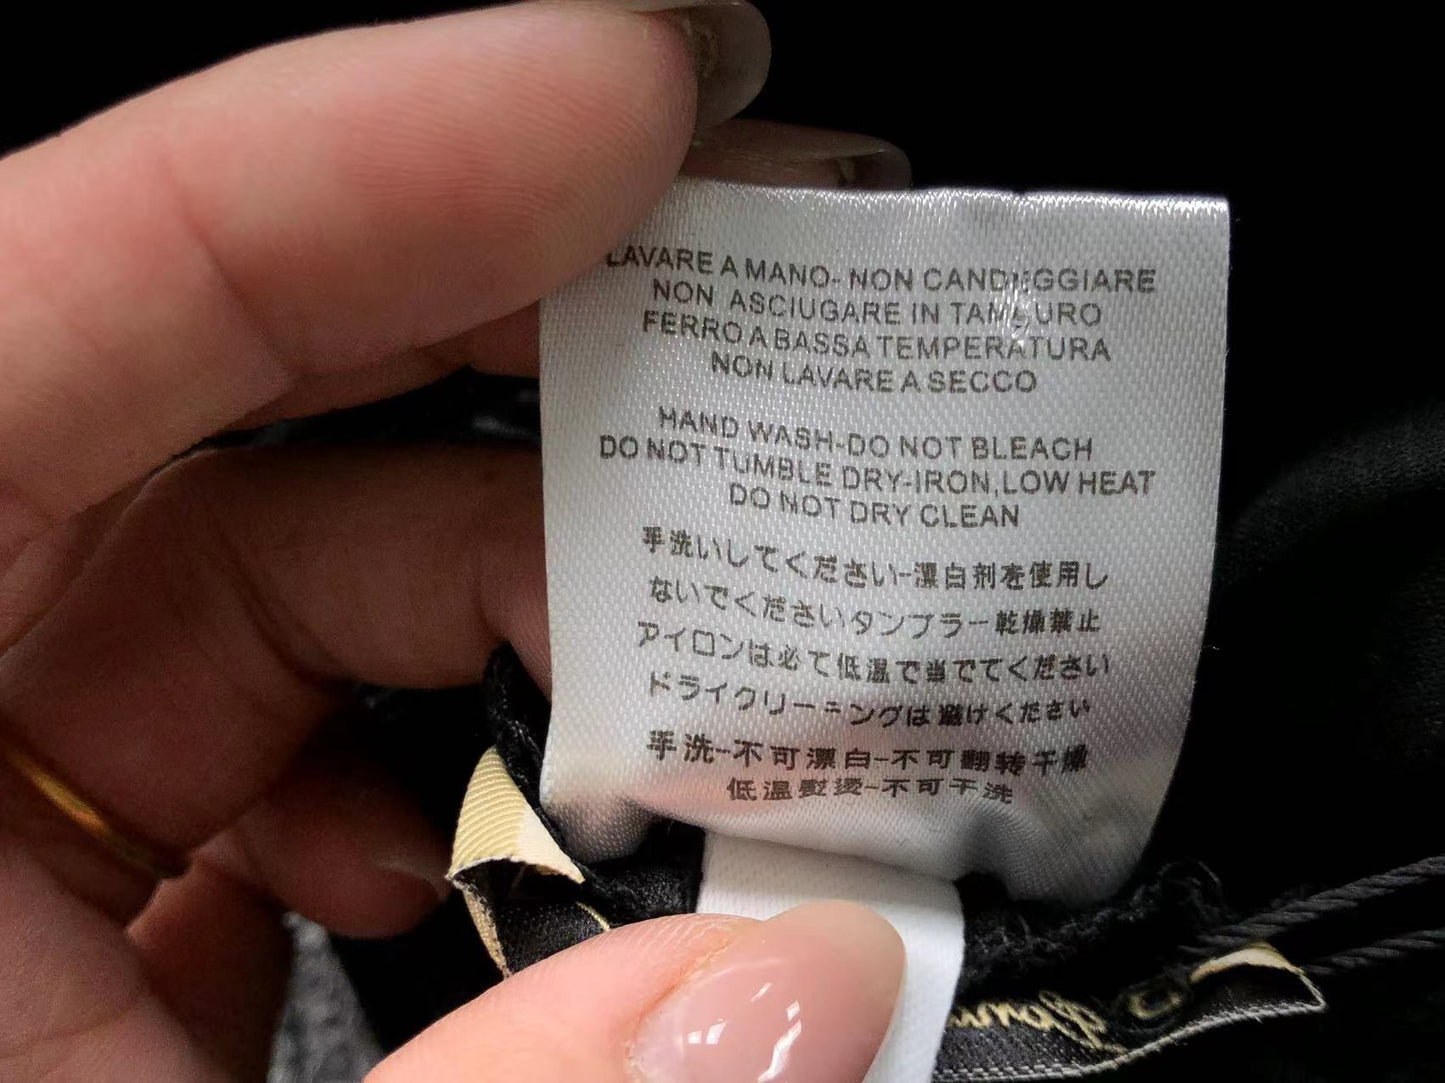 LAVARE A MANO-NON CANDEGGIARE
NON ASCIUGARE IN TAMBURO
FERRO A BASSA TEMPERATURA
NON LAVARE A SECCO
HAND WASH-DO NOT BLEACH
DO NOT TUMBLE DRY-IRON,LOW HEAT
DO NOT DRY CLEAN
手洗いしてください-漂白剤を使用し
ないでくださいタンブラー乾燥禁止
アイロンは必て低温で当でてください
ドライクリーニングは避けください
手洗-不可漂白-不可翻转干燥
低温熨烫-不可干洗